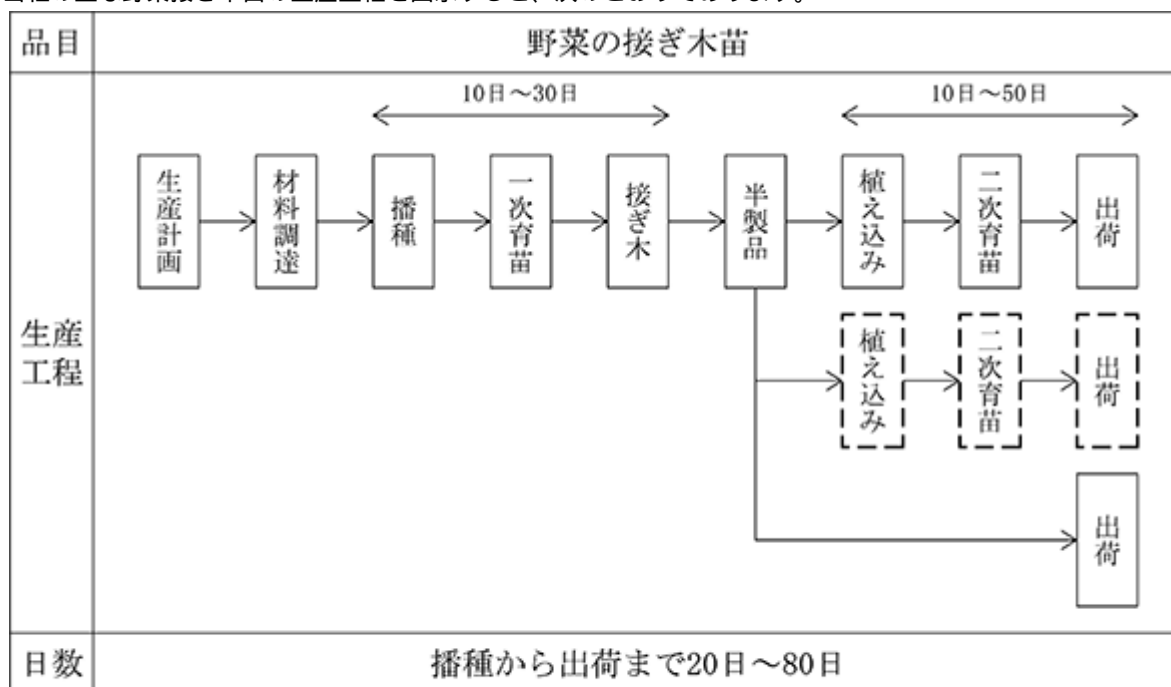 品目
野菜の接ぎ木苗
生産
工程
10日～30日
10日～50日
生産計画
材料調達
播種
一次育苗
接ぎ木
半製品
植え込み
二次育苗
出荷
植え込み
二次育苗
出荷
出荷
日数
播種から出荷まで20日～80日